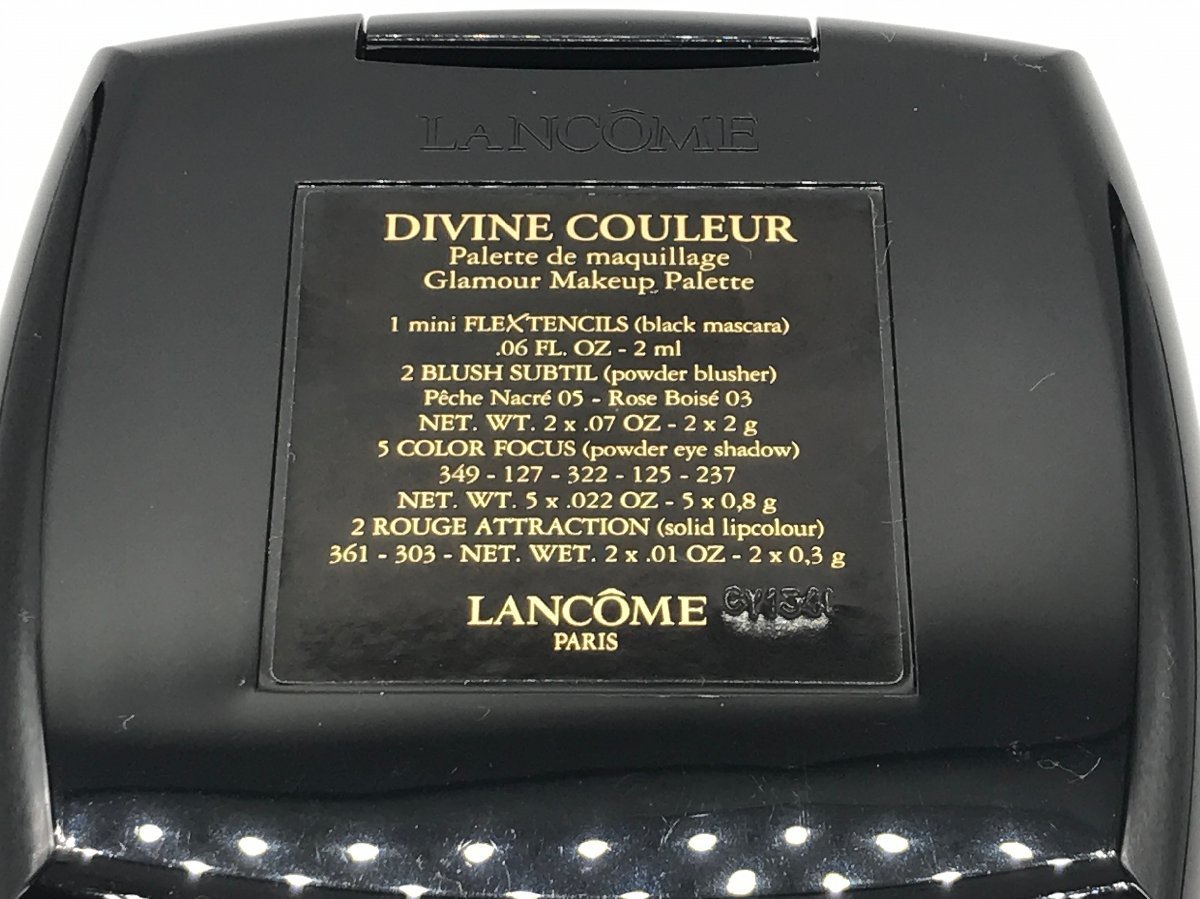 LANCÔME
DIVINE COULEUR
Palette de maquillage
Glamour Makeup Palette
1 mini FLEXTENCILS (black mascara)
.06 FL. OZ - 2 ml
2 BLUSH SUBTIL (powder blusher)
Pêche Nacré 05 - Rose Boisé 03
NET. WT. 2 x .07 OZ - 2 x 2 g
5 COLOR FOCUS (powder eye shadow)
349 - 127 - 322 - 125 - 237
NET. WT. 5 x .022 OZ - 5 x 0,8 g
2 ROUGE ATTRACTION (solid lipcolour)
361 - 303 - NET. WET. 2 x .01 OZ - 2 x 0,3 g
LANCÔME
PARIS